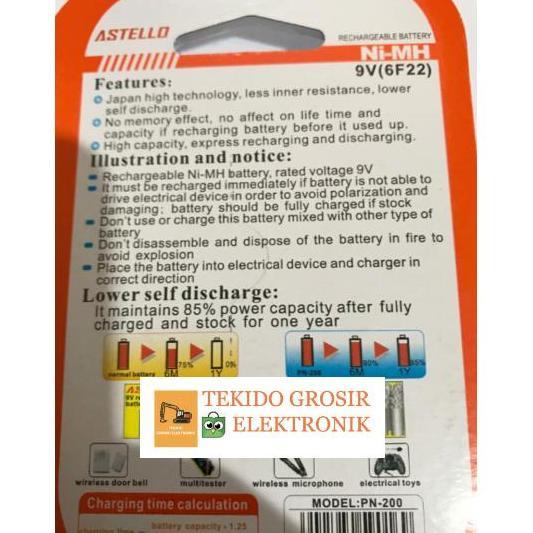 ASTELLO
RECHARGEABLE BATTERY
Ni-MH
9V(6F22)
Features:
Japan high technology, less inner resistance, lower
self discharge.
No memory effect, no affect on life time and
capacity if recharging battery before it used up.
High capacity, express recharging and discharging.
Illustration and notice:
Rechargeable Ni-MH battery, rated voltage 9V
It must be recharged immediately if battery is not able to
drive electrical device in order to avoid polarization and
damaging; battery should be fully charged if stock
Don't use or charge this battery mixed with other type of
battery
Don't disassemble and dispose of the battery in fire to
avoid explosion
Place the battery into electrical device and charger in
correct direction
Lower self discharge:
It maintains 85% power capacity after fully
charged and stock for one year
75% 0%
normal battery 6M 1Y
90% 85%
PN-200 6M 1Y
TEKIDO GROSIR
ELEKTRONIK
wireless door bell multitester wireless microphone electrical toys
Charging time calculation
MODEL:PN-200
charging time = battery capacity × 1.25